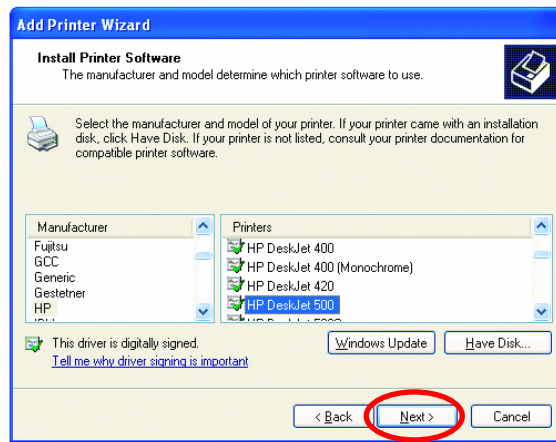 Add Printer Wizard
Install Printer Software
The manufacturer and model determine which printer software to use.
Select the manufacturer and model of your printer. If your printer came with an installation
disk, click Have Disk. If your printer is not listed, consult your printer documentation for
compatible printer software.
Manufacturer
Fujitsu
GCC
Generic
Gestetner
HP
Printers
HP DeskJet 400
HP DeskJet 400 (Monochrome)
HP DeskJet 420
HP DeskJet 500
This driver is digitally signed.
Tell me why driver signing is important
Windows Update
Have Disk...
< Back
Next >
Cancel